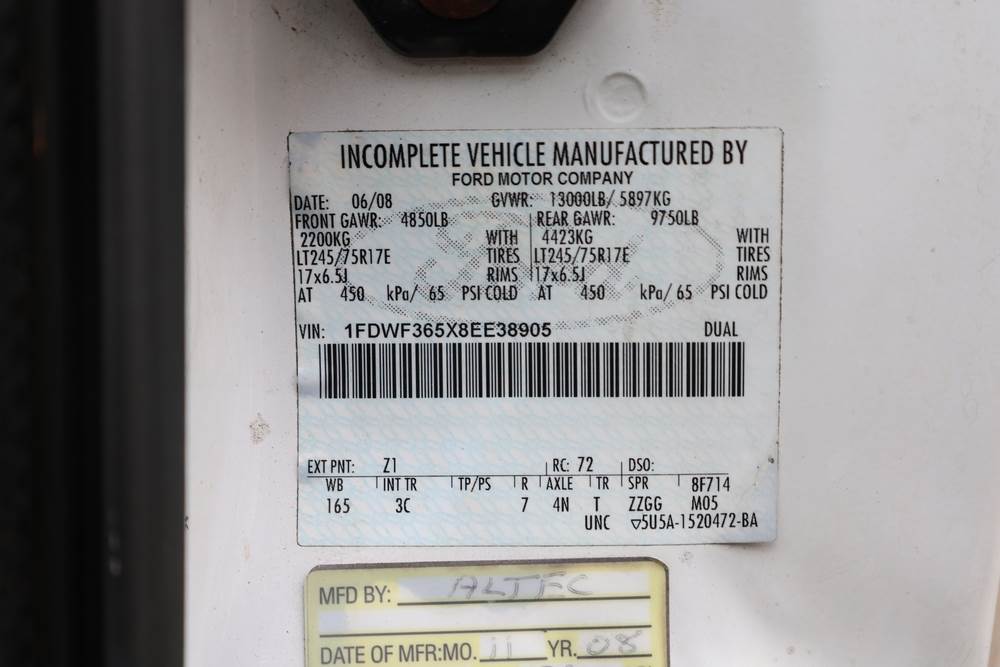 INCOMPLETE VEHICLE MANUFACTURED BY
FORD MOTOR COMPANY
DATE: 06/08 GVWR: 13000LB/ 5897KG
FRONT GAWR: 4850LB REAR GAWR: 9750LB
2200KG WITH 4423KG WITH
LT245/75R17E TIRES LT245/75R17E TIRES
17x6.5J RIMS 17x6.5J RIMS
AT 450 kPa/ 65 PSI COLD AT 450 kPa/ 65 PSI COLD
VIN: 1FDWF365X8EE38905 DUAL
EXT PNT: Z1 RC: 72 DSO:
WB INT TR TP/PS R AXLE TR SPR 8F714
165 3C 7 4N T ZZGG M05
UNC ▽5U5A-1520472-BA
MFD BY: ALTEC
DATE OF MFR:MO. 11 YR. 08